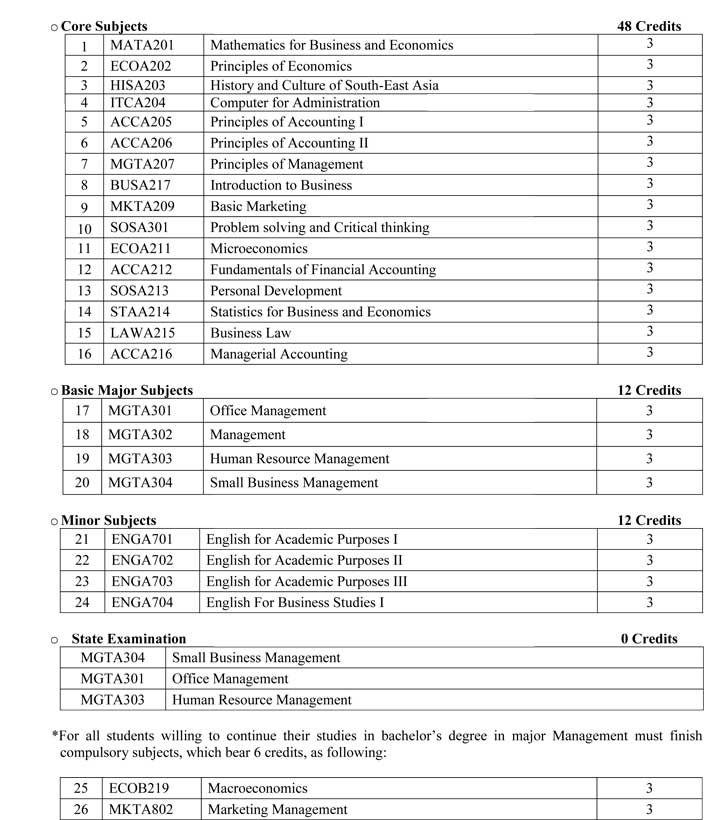 o Core Subjects 48 Credits
1 MATA201 Mathematics for Business and Economics 3
2 ECOA202 Principles of Economics 3
3 HISA203 History and Culture of South-East Asia 3
4 ITCA204 Computer for Administration 3
5 ACCA205 Principles of Accounting I 3
6 ACCA206 Principles of Accounting II 3
7 MGTA207 Principles of Management 3
8 BUSA217 Introduction to Business 3
9 MKTA209 Basic Marketing 3
10 SOSA301 Problem solving and Critical thinking 3
11 ECOA211 Microeconomics 3
12 ACCA212 Fundamentals of Financial Accounting 3
13 SOSA213 Personal Development 3
14 STAA214 Statistics for Business and Economics 3
15 LAWA215 Business Law 3
16 ACCA216 Managerial Accounting 3
o Basic Major Subjects 12 Credits
17 MGTA301 Office Management 3
18 MGTA302 Management 3
19 MGTA303 Human Resource Management 3
20 MGTA304 Small Business Management 3
o Minor Subjects 12 Credits
21 ENGA701 English for Academic Purposes I 3
22 ENGA702 English for Academic Purposes II 3
23 ENGA703 English for Academic Purposes III 3
24 ENGA704 English For Business Studies I 3
o State Examination 0 Credits
MGTA304 Small Business Management
MGTA301 Office Management
MGTA303 Human Resource Management
*For all students willing to continue their studies in bachelor's degree in major Management must finish
compulsory subjects, which bear 6 credits, as following:
25 ECOB219 Macroeconomics 3
26 MKTA802 Marketing Management 3